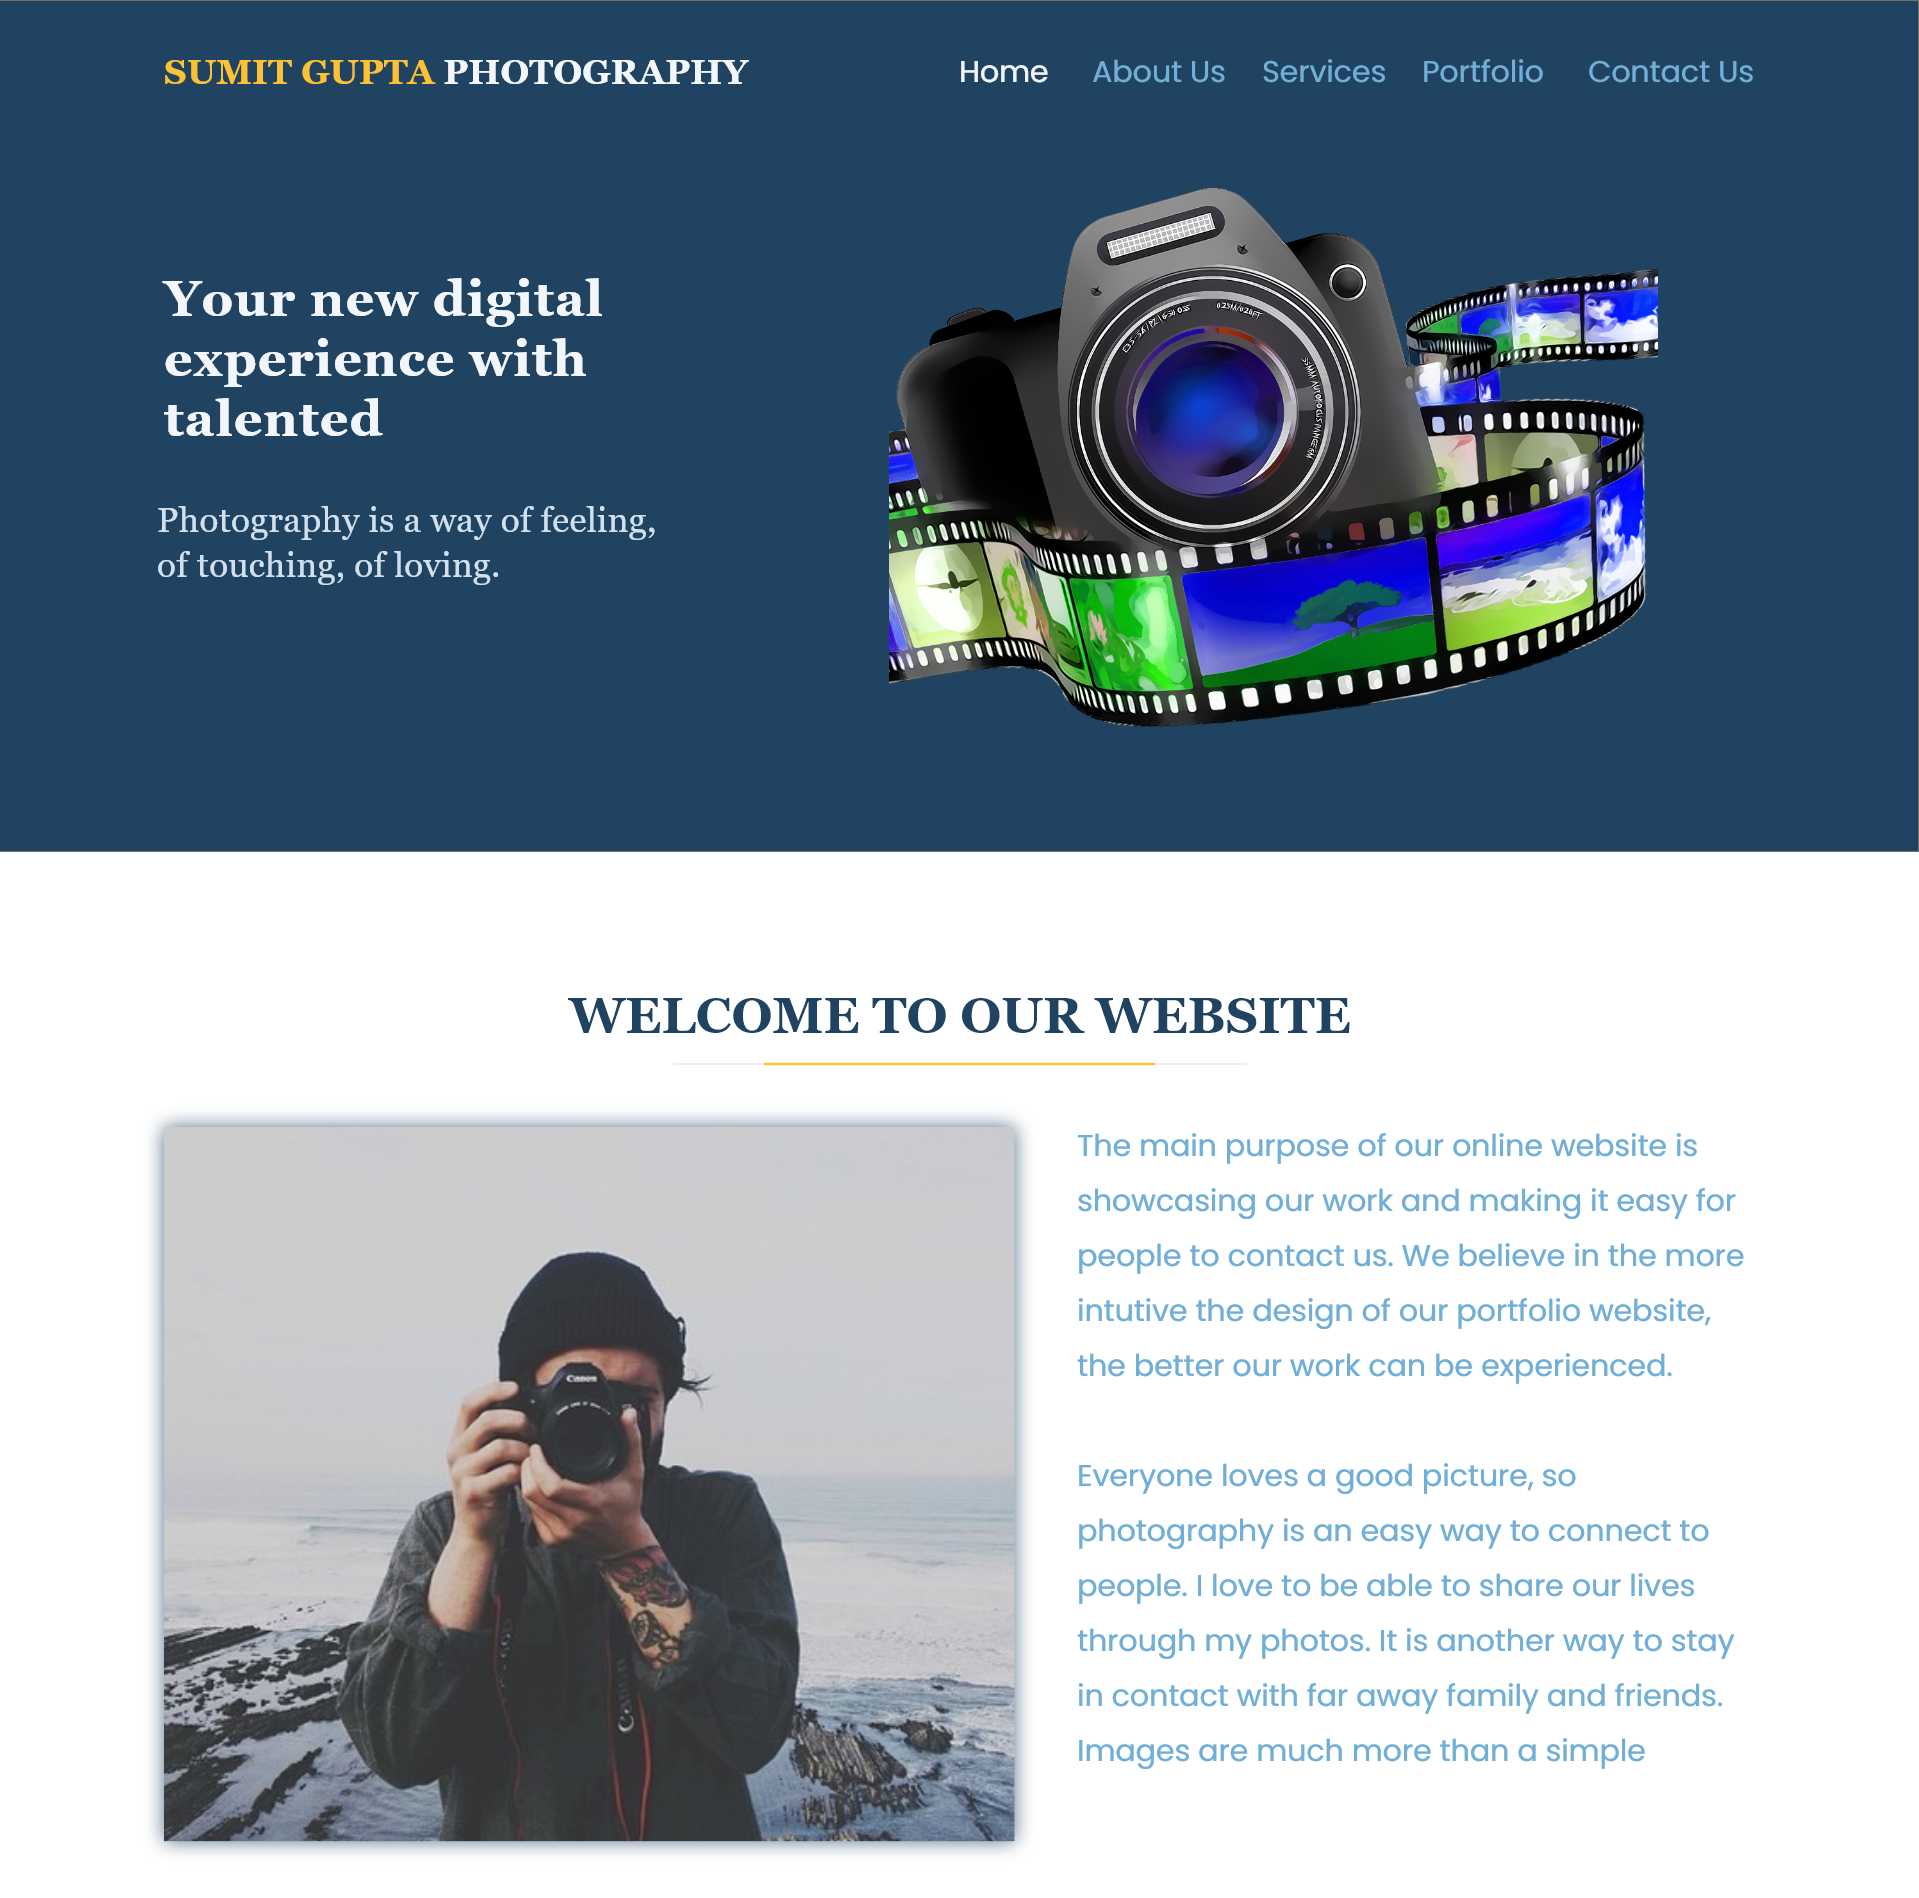 SUMIT GUPTA PHOTOGRAPHY
Home About Us Services Portfolio Contact Us
Your new digital
experience with
talented
Photography is a way of feeling,
of touching, of loving.
WELCOME TO OUR WEBSITE
Canon
The main purpose of our online website is
showcasing our work and making it easy for
people to contact us. We believe in the more
intutive the design of our portfolio website,
the better our work can be experienced.
Everyone loves a good picture, so
photography is an easy way to connect to
people. I love to be able to share our lives
through my photos. It is another way to stay
in contact with far away family and friends.
Images are much more than a simple